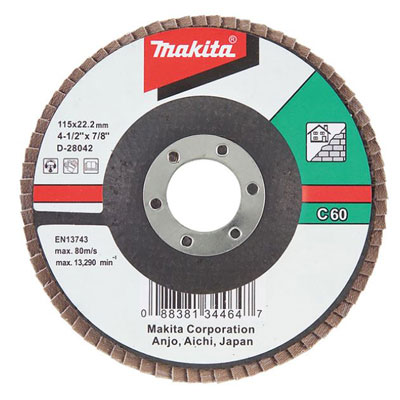 makita
115x22.2mm
4-1/2"x 7/8"
D-28042
C 60
EN13743
max. 80m/s
max. 13,290 min⁻¹
0 88381 34464 7
Makita Corporation
Anjo, Aichi, Japan